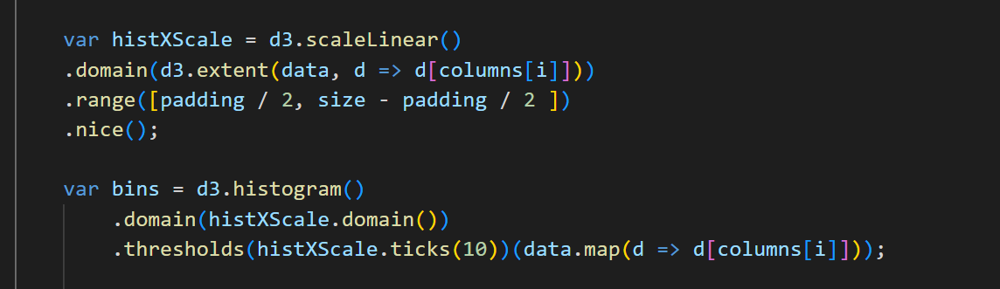 var histXScale = d3.scaleLinear()
.domain(d3.extent(data, d => d[columns[i]]))
.range([padding / 2, size - padding / 2 ])
.nice();
var bins = d3.histogram()
.domain(histXScale.domain())
.thresholds(histXScale.ticks(10))(data.map(d => d[columns[i]]));